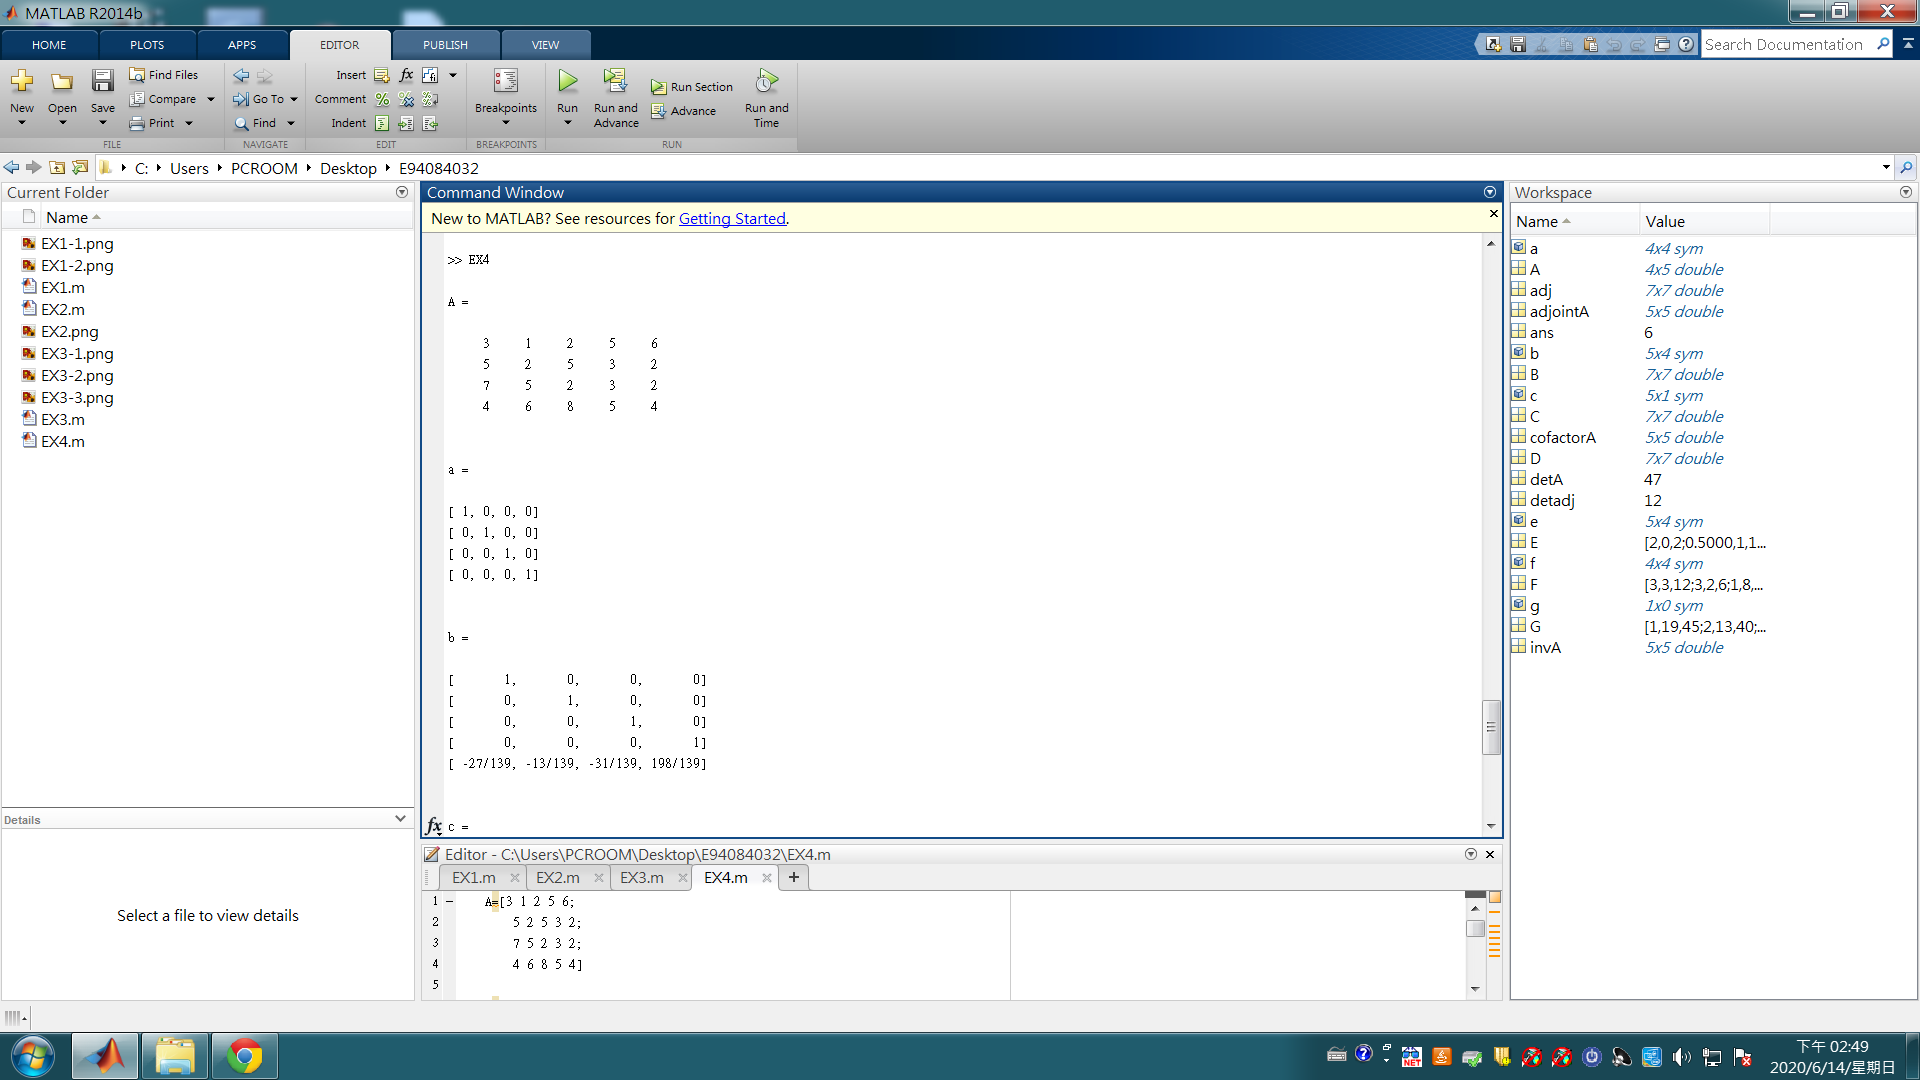 MATLAB R2014b
HOME PLOTS APPS EDITOR PUBLISH VIEW
Search Documentation
New Open Save Find Files Compare Print
FILE
Go To Find
NAVIGATE
Insert fx fi
Comment
Indent
EDIT
Breakpoints
BREAKPOINTS
Run Run and Advance Run Section Advance Run and Time
RUN
C: Users PCROOM Desktop E94084032
Current Folder
Name
EX1-1.png
EX1-2.png
EX1.m
EX2.m
EX2.png
EX3-1.png
EX3-2.png
EX3-3.png
EX3.m
EX4.m
Details
Select a file to view details
Command Window
New to MATLAB? See resources for Getting Started.
>> EX4
A =
3 1 2 5 6
5 2 5 3 2
7 5 2 3 2
4 6 8 5 4
a =
[ 1, 0, 0, 0]
[ 0, 1, 0, 0]
[ 0, 0, 1, 0]
[ 0, 0, 0, 1]
b =
[ 1, 0, 0, 0]
[ 0, 1, 0, 0]
[ 0, 0, 1, 0]
[ 0, 0, 0, 1]
[ -27/139, -13/139, -31/139, 198/139]
fx c =
Editor - C:\Users\PCROOM\Desktop\E94084032\EX4.m
EX1.m EX2.m EX3.m EX4.m +
1 – A=[3 1 2 5 6;
2 5 2 5 3 2;
3 7 5 2 3 2;
4 4 6 8 5 4]
5
Workspace
Name Value
a 4x4 sym
A 4x5 double
adj 7x7 double
adjointA 5x5 double
ans 6
b 5x4 sym
B 7x7 double
c 5x1 sym
C 7x7 double
cofactorA 5x5 double
D 7x7 double
detA 47
detadj 12
e 5x4 sym
E [2,0,2;0.5000,1,1...
f 4x4 sym
F [3,3,12;3,2,6;1,8,...
g 1x0 sym
G [1,19,45;2,13,40;...
invA 5x5 double
.NET
下午 02:49
2020/6/14/星期日